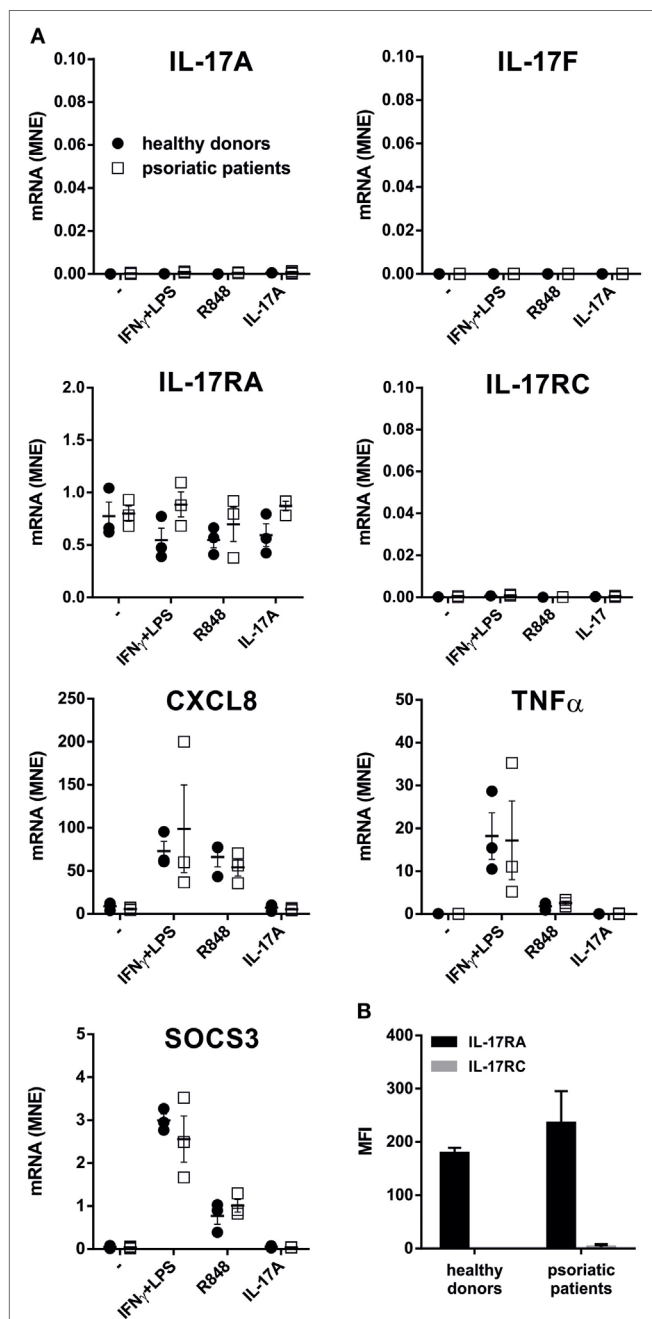 A
IL-17A
mRNA (MNE)
0.10
0.08
0.06
0.04
0.02
0.00
healthy donors
psoriatic patients
-
IFNγ+LPS
R848
IL-17A
IL-17F
mRNA (MNE)
0.10
0.08
0.06
0.04
0.02
0.00
-
IFNγ+LPS
R848
IL-17A
IL-17RA
mRNA (MNE)
2.0
1.5
1.0
0.5
0.0
-
IFNγ+LPS
R848
IL-17A
IL-17RC
mRNA (MNE)
0.10
0.08
0.06
0.04
0.02
0.00
-
IFNγ+LPS
R848
IL-17
CXCL8
mRNA (MNE)
250
200
150
100
50
0
-
IFNγ+LPS
R848
IL-17A
TNFα
mRNA (MNE)
50
40
30
20
10
0
-
IFNγ+LPS
R848
IL-17A
SOCS3
mRNA (MNE)
5
4
3
2
1
0
-
IFNγ+LPS
R848
IL-17A
B
MFI
400
300
200
100
0
IL-17RA
IL-17RC
healthy
donors
psoriatic
patients